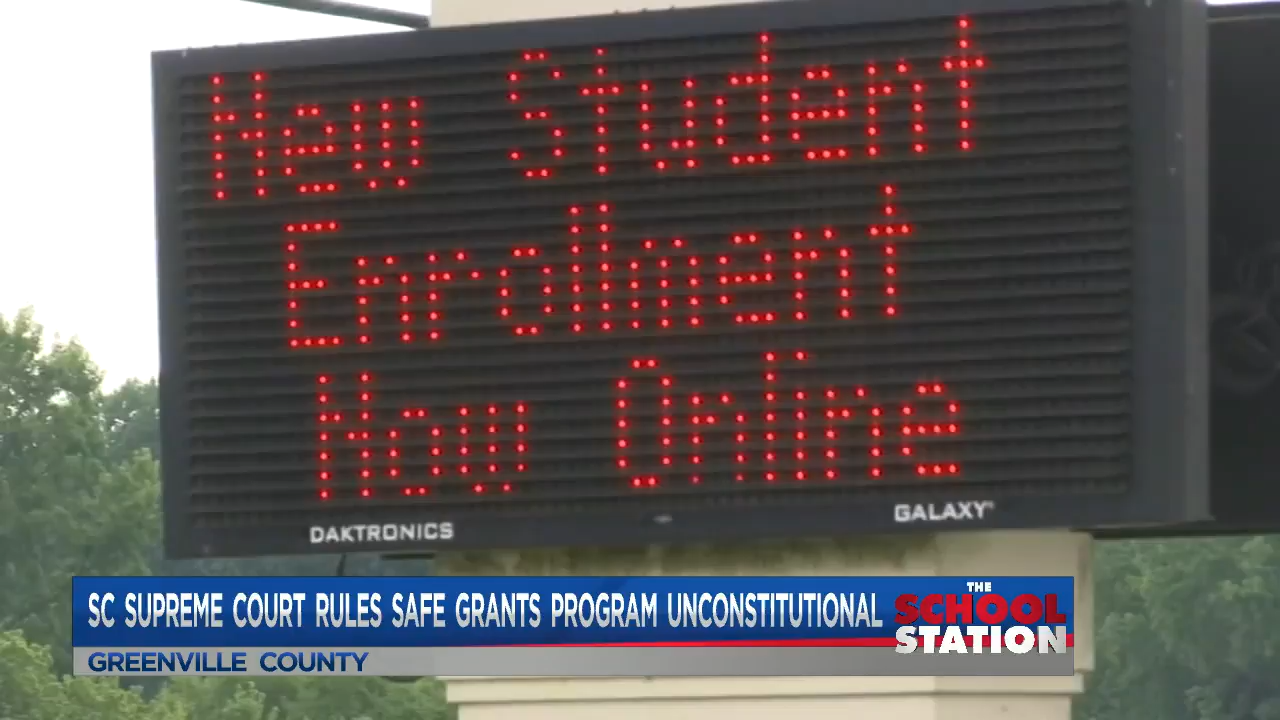 New Student
Enrollment
Now Online
DAKTRONICS
GALAXY®
SC SUPREME COURT RULES SAFE GRANTS PROGRAM UNCONSTITUTIONAL
THE
SCHOOL
STATION
GREENVILLE COUNTY